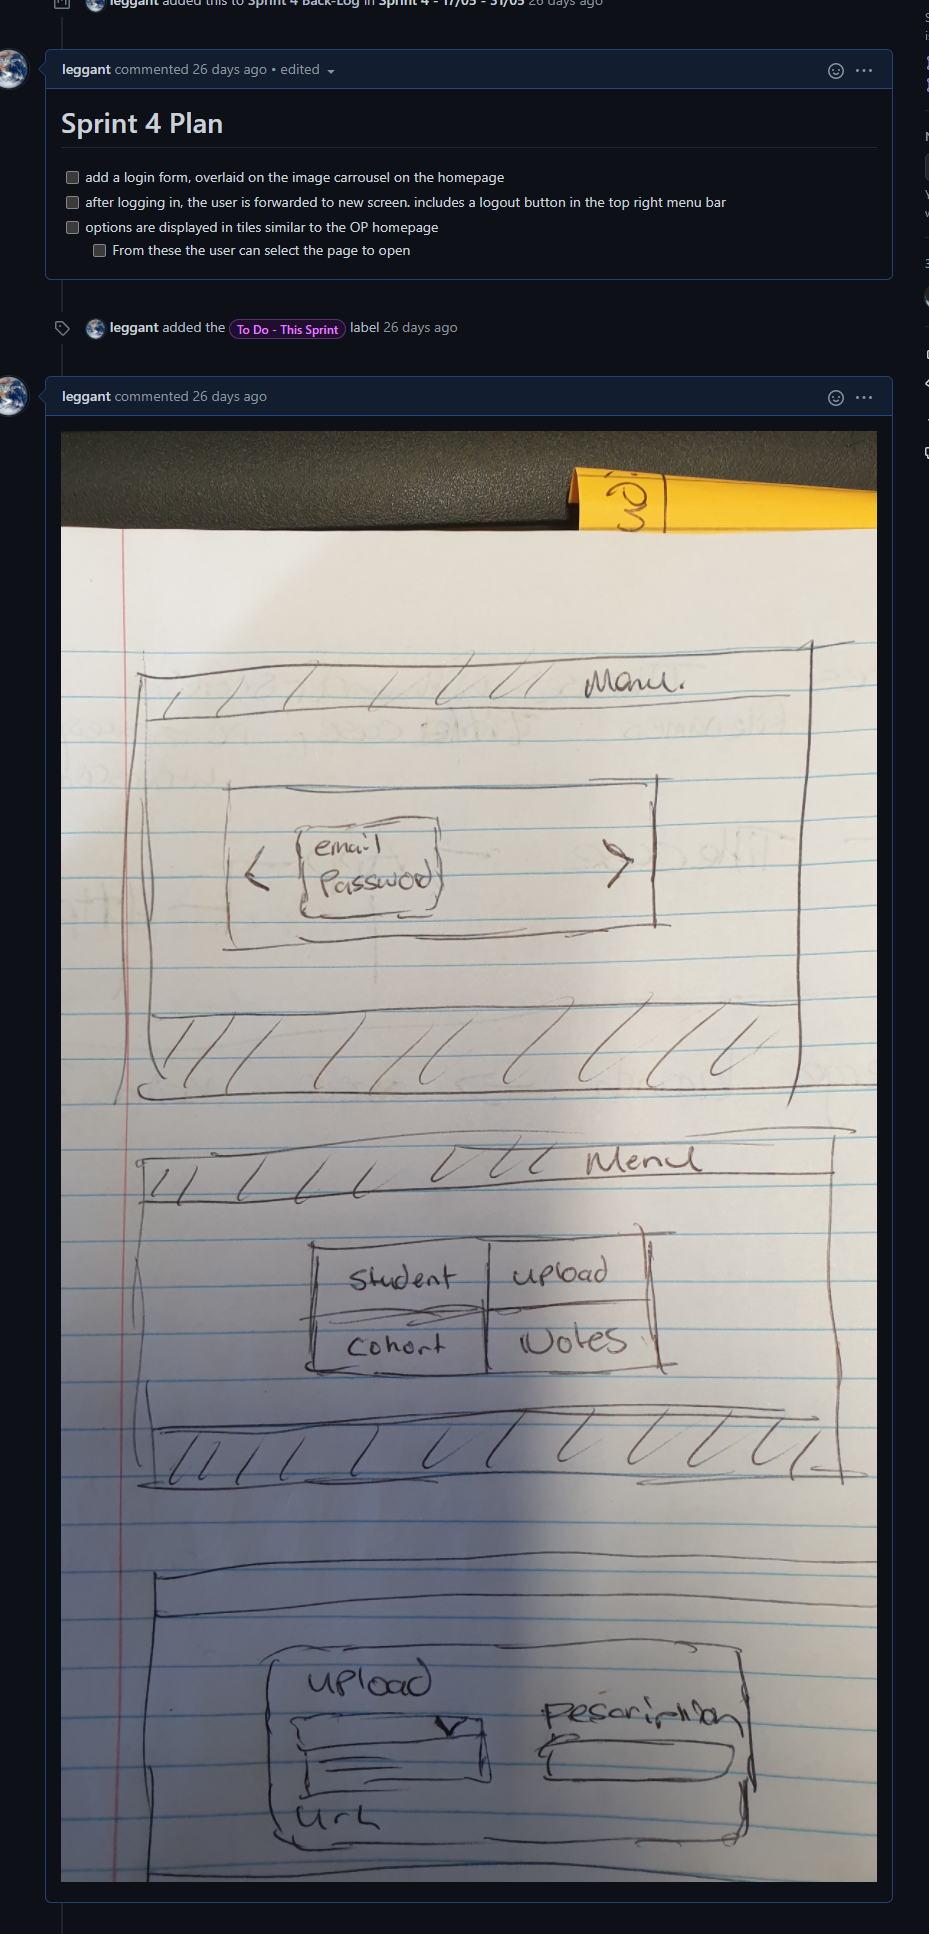 leggant added this to Sprint 4 Back-Log in Sprint 4 - 17/05 - 31/05 26 days ago
leggant commented 26 days ago • edited
Sprint 4 Plan
add a login form, overlaid on the image carrousel on the homepage
after logging in, the user is forwarded to new screen. includes a logout button in the top right menu bar
options are displayed in tiles similar to the OP homepage
From these the user can select the page to open
leggant added the To Do - This Sprint label 26 days ago
leggant commented 26 days ago
Menu.
email
Password
Menu
Student
upload
Cohort
Notes
upload
Description
Url